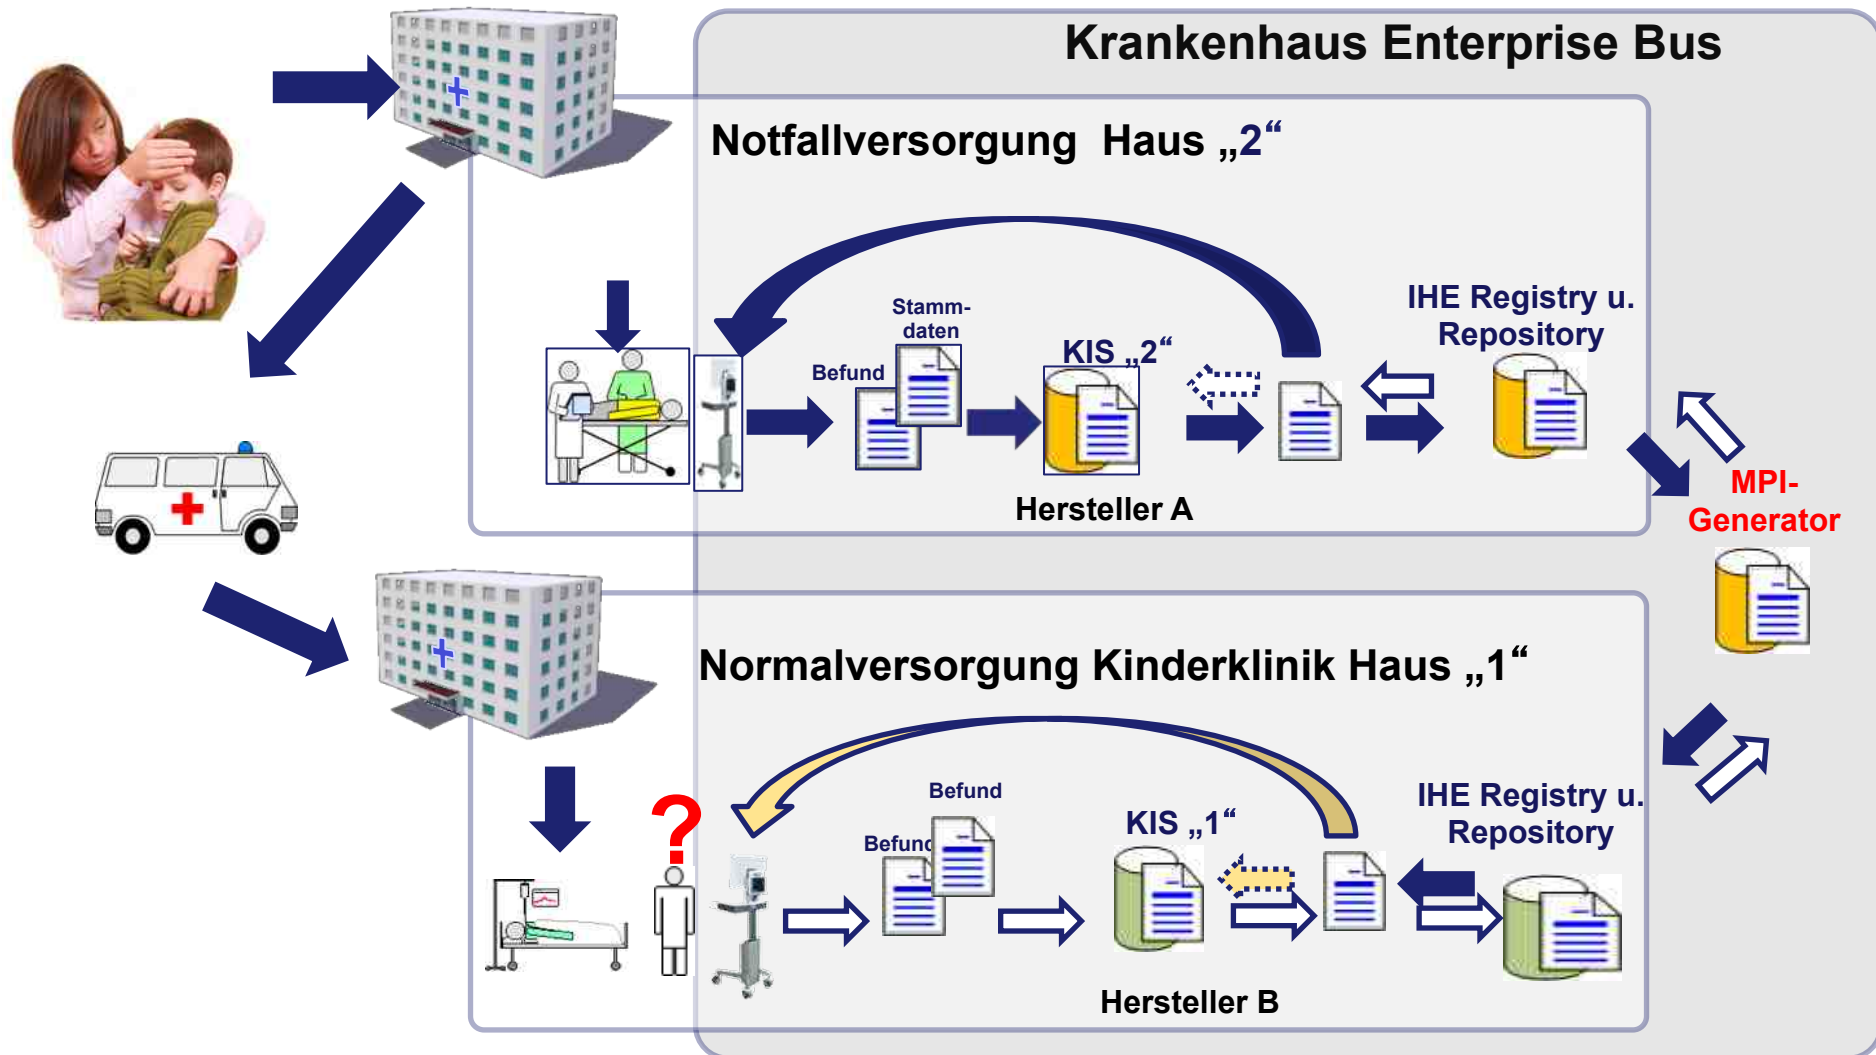 Krankenhaus Enterprise Bus
Notfallversorgung Haus „2“
Stamm-
daten
Befund
KIS „2“
IHE Registry u.
Repository
Hersteller A
MPI-
Generator
Normalversorgung Kinderklinik Haus „1“
?
Befund
Befund
KIS „1“
IHE Registry u.
Repository
Hersteller B